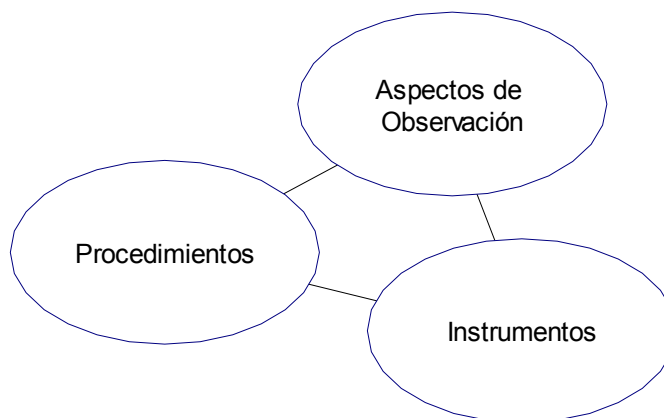 Aspectos de
Observación
Procedimientos
Instrumentos